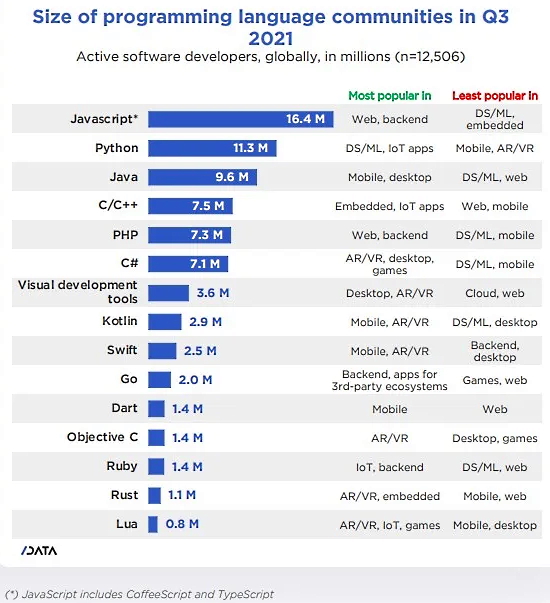 Size of programming language communities in Q3
2021
Active software developers, globally, in millions (n=12,506)
Most popular in Least popular in
Javascript* 16.4 M Web, backend DS/ML,
embedded
Python 11.3 M DS/ML, IoT apps Mobile, AR/VR
Java 9.6 M Mobile, desktop DS/ML, web
C/C++ 7.5 M Embedded, IoT apps Web, mobile
PHP 7.3 M Web, backend DS/ML, mobile
C# 7.1 M AR/VR, desktop,
games DS/ML, mobile
Visual development
tools 3.6 M Desktop, AR/VR Cloud, web
Kotlin 2.9 M Mobile, AR/VR DS/ML, desktop
Swift 2.5 M Mobile, AR/VR Backend,
desktop
Go 2.0 M Backend, apps for
3rd-party ecosystems Games, web
Dart 1.4 M Mobile Web
Objective C 1.4 M AR/VR Desktop, games
Ruby 1.4 M IoT, backend DS/ML, web
Rust 1.1 M AR/VR, embedded Mobile, web
Lua 0.8 M AR/VR, IoT, games Mobile, desktop
/DATA
(*) JavaScript includes CoffeeScript and TypeScript